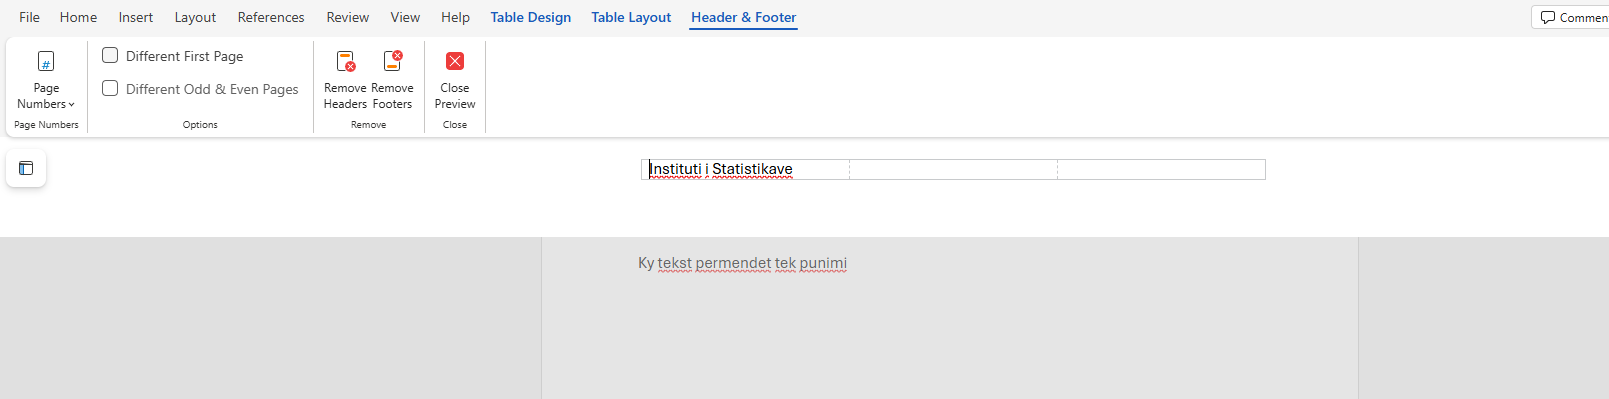 File Home Insert Layout References Review View Help Table Design Table Layout Header & Footer
Commen
Different First Page
Different Odd & Even Pages
Page
Numbers
Remove
Headers
Remove
Footers
Close
Preview
Page Numbers
Options
Remove
Close
Instituti i Statistikave
Ky tekst permendet tek punimi